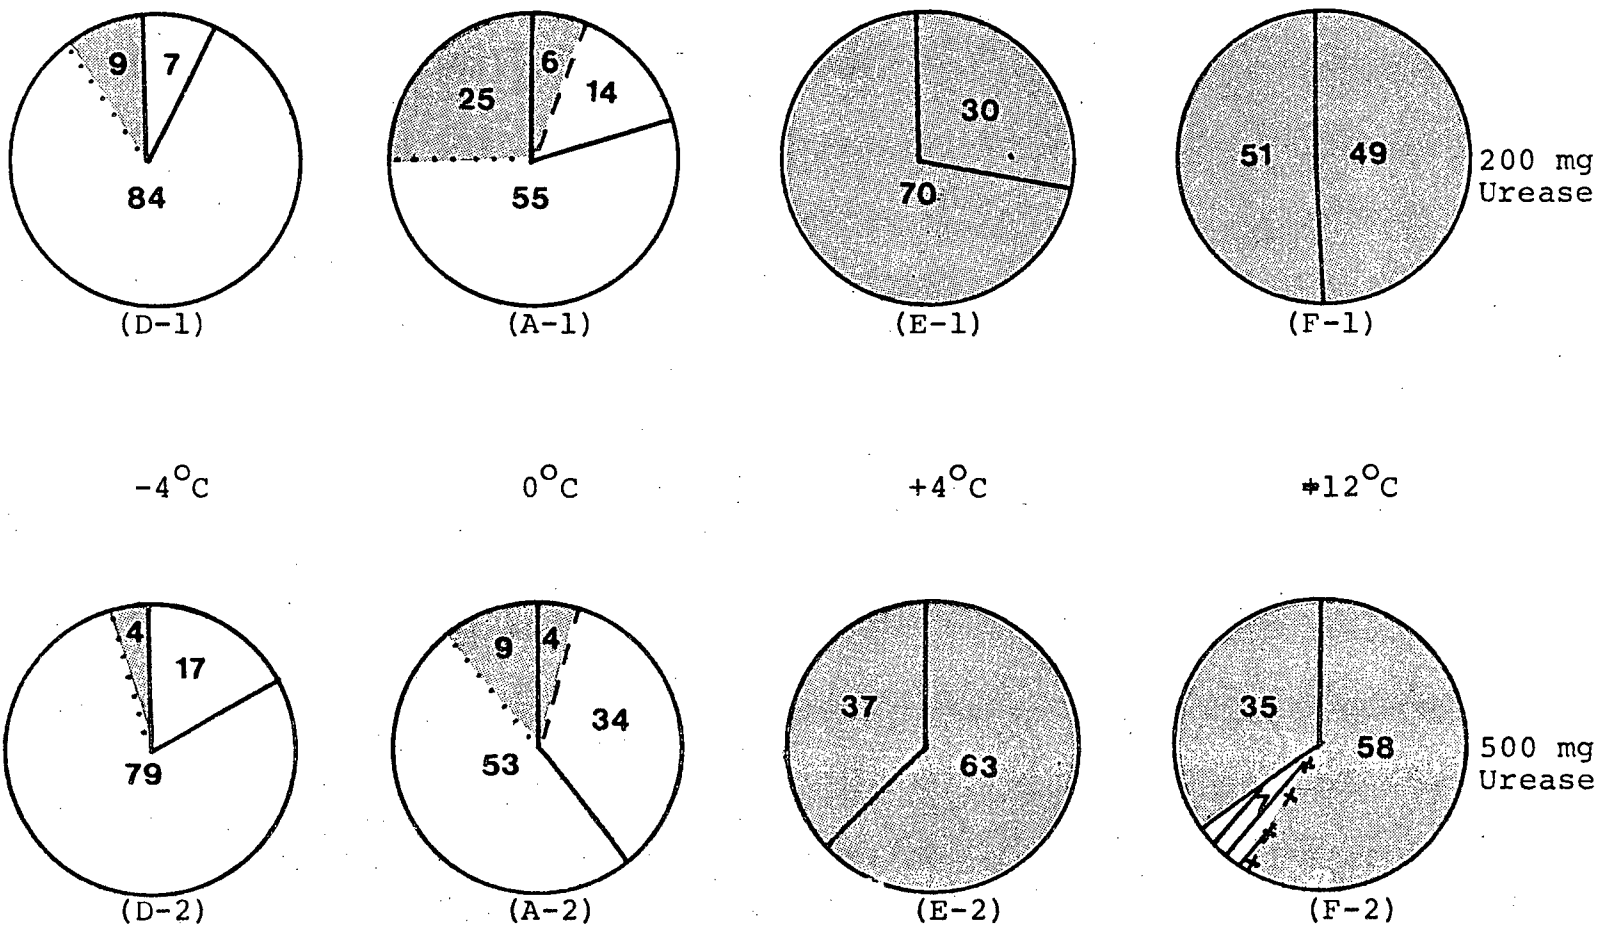 9 7
84
(D-1)
6
25 14
55
(A-1)
30
70
(E-1)
51 49
(F-1)
200 mg
Urease
-4°C 0°C +4°C +12°C
4
17
79
(D-2)
9 4
34
53
(A-2)
37
63
(E-2)
35
58
7
(F-2)
500 mg
Urease